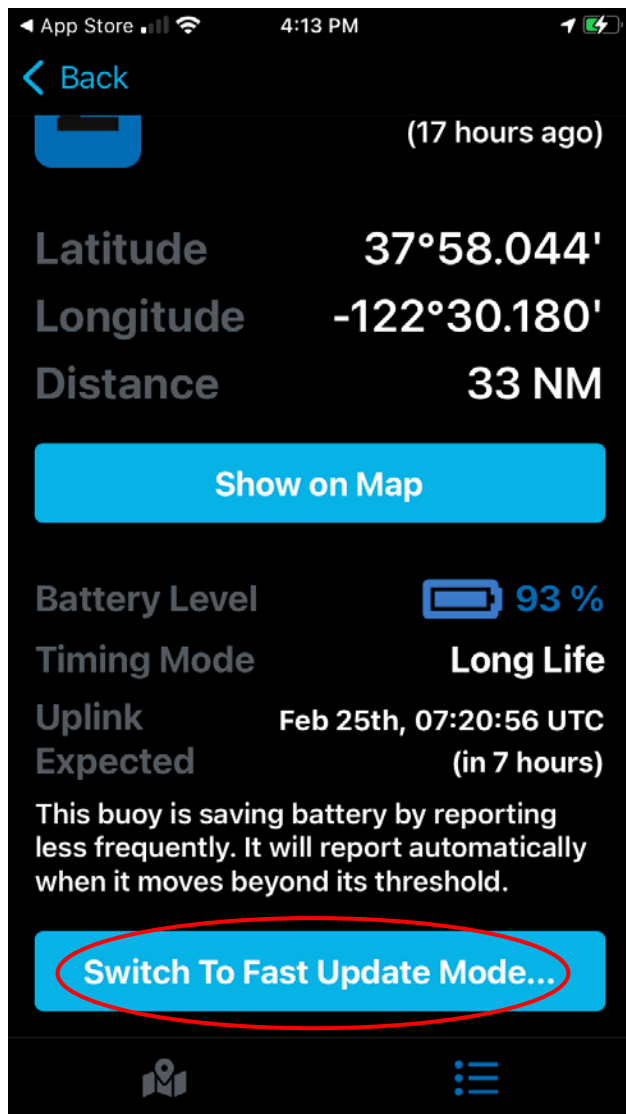 App Store 4:13 PM
Back
(17 hours ago)
Latitude 37°58.044'
Longitude -122°30.180'
Distance 33 NM
Show on Map
Battery Level 93 %
Timing Mode Long Life
Uplink Feb 25th, 07:20:56 UTC
Expected (in 7 hours)
This buoy is saving battery by reporting
less frequently. It will report automatically
when it moves beyond its threshold.
Switch To Fast Update Mode...